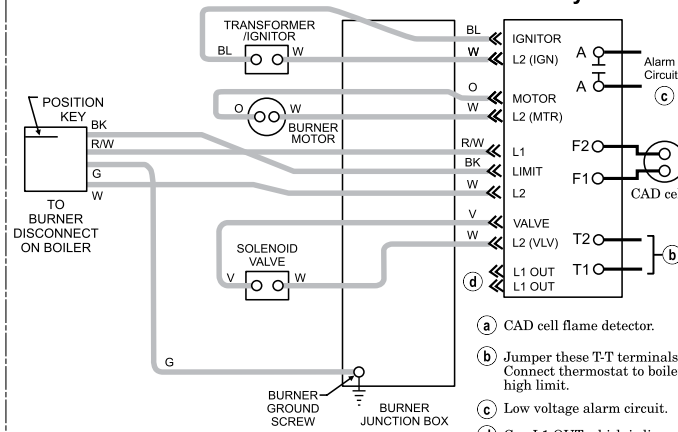 TRANSFORMER
/IGNITOR
BL
W
BL
W
IGNITOR
L2 (IGN)
A
A
Alarm
Circuit
c
O
W
BURNER
MOTOR
O
W
MOTOR
L2 (MTR)
POSITION
KEY
BK
R/W
G
W
TO
BURNER
DISCONNECT
ON BOILER
R/W
BK
W
L1
LIMIT
L2
F2
F1
CAD cel
V
W
VALVE
L2 (VLV)
T2
T1
b
SOLENOID
VALVE
V
W
d
L1 OUT
L1 OUT
G
BURNER
GROUND
SCREW
BURNER
JUNCTION BOX
a CAD cell flame detector.
b Jumper these T-T terminals
Connect thermostat to boile
high limit.
c Low voltage alarm circuit.